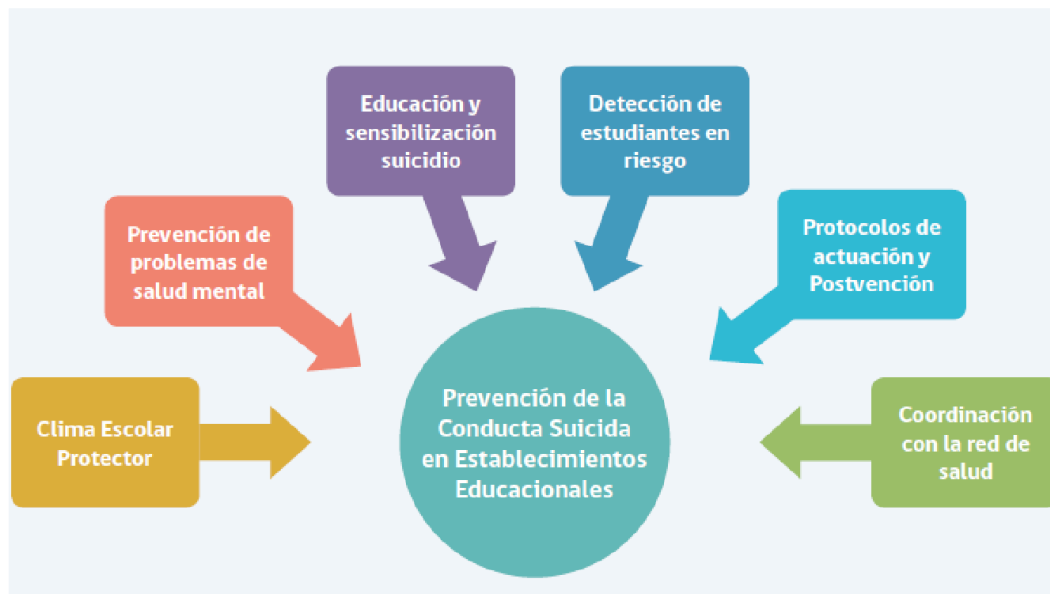 Educación y
sensibilización
suicidio
Detección de
estudiantes en
riesgo
Prevención de
problemas de
salud mental
Protocolos de
actuación y
Postvención
Clima Escolar
Protector
Prevención de la
Conducta Suicida
en Establecimientos
Educacionales
Coordinación
con la red de
salud